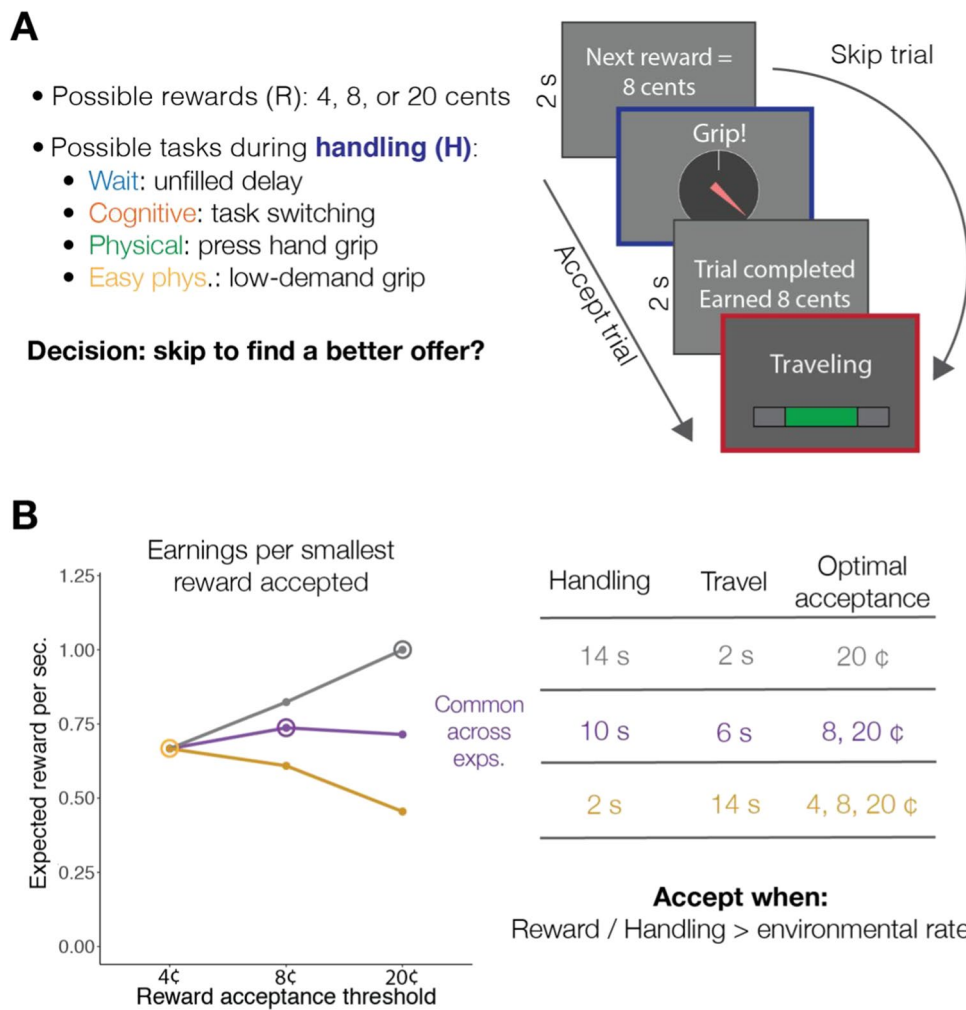 A
• Possible rewards (R): 4, 8, or 20 cents
• Possible tasks during handling (H):
• Wait: unfilled delay
• Cognitive: task switching
• Physical: press hand grip
• Easy phys.: low-demand grip
Decision: skip to find a better offer?
2 s
Next reward =
8 cents
Skip trial
Grip!
Accept trial
2 s
Trial completed
Earned 8 cents
Traveling
B
Earnings per smallest
reward accepted
Expected reward per sec.
1.25
1.00
0.75
0.50
0.25
0.00
4¢
8¢
20¢
Reward acceptance threshold
Common
across
exps.
Handling Travel Optimal
acceptance
14 s 2 s 20 ¢
10 s 6 s 8, 20 ¢
2 s 14 s 4, 8, 20 ¢
Accept when:
Reward / Handling > environmental rate